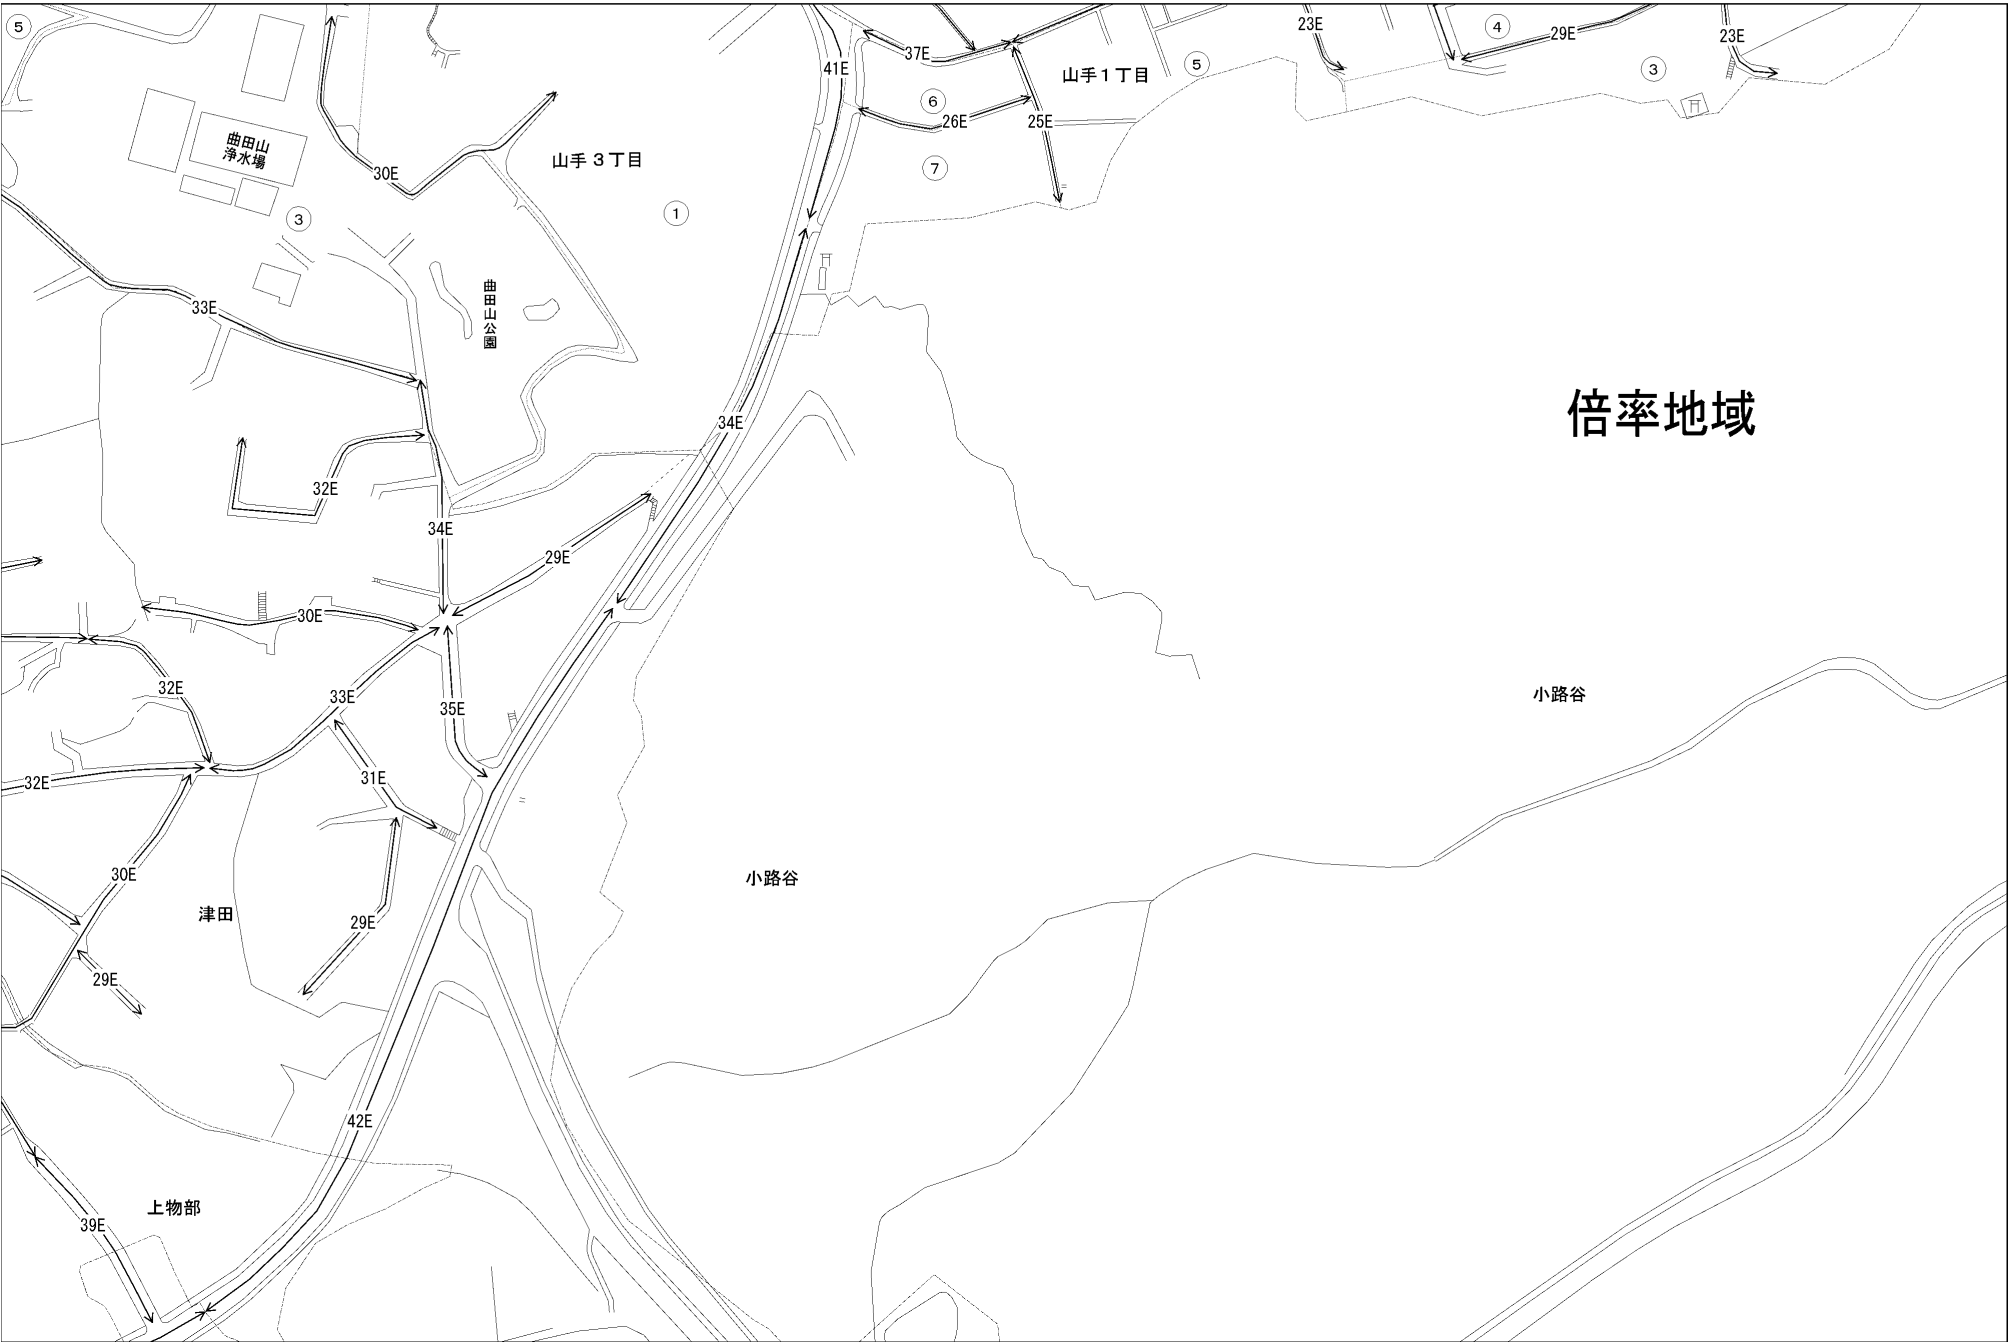 ⑤
23E
④
29E
23E
37E
41E
山手1丁目
⑤
③
⑥
26E
25E
曲田山
浄水場
30E
山手3丁目
⑦
③
①
33E
曲田山公園
34E
倍率地域
32E
34E
29E
30E
32E
33E
35E
小路谷
32E
31E
30E
小路谷
津田
29E
29E
42E
上物部
39E